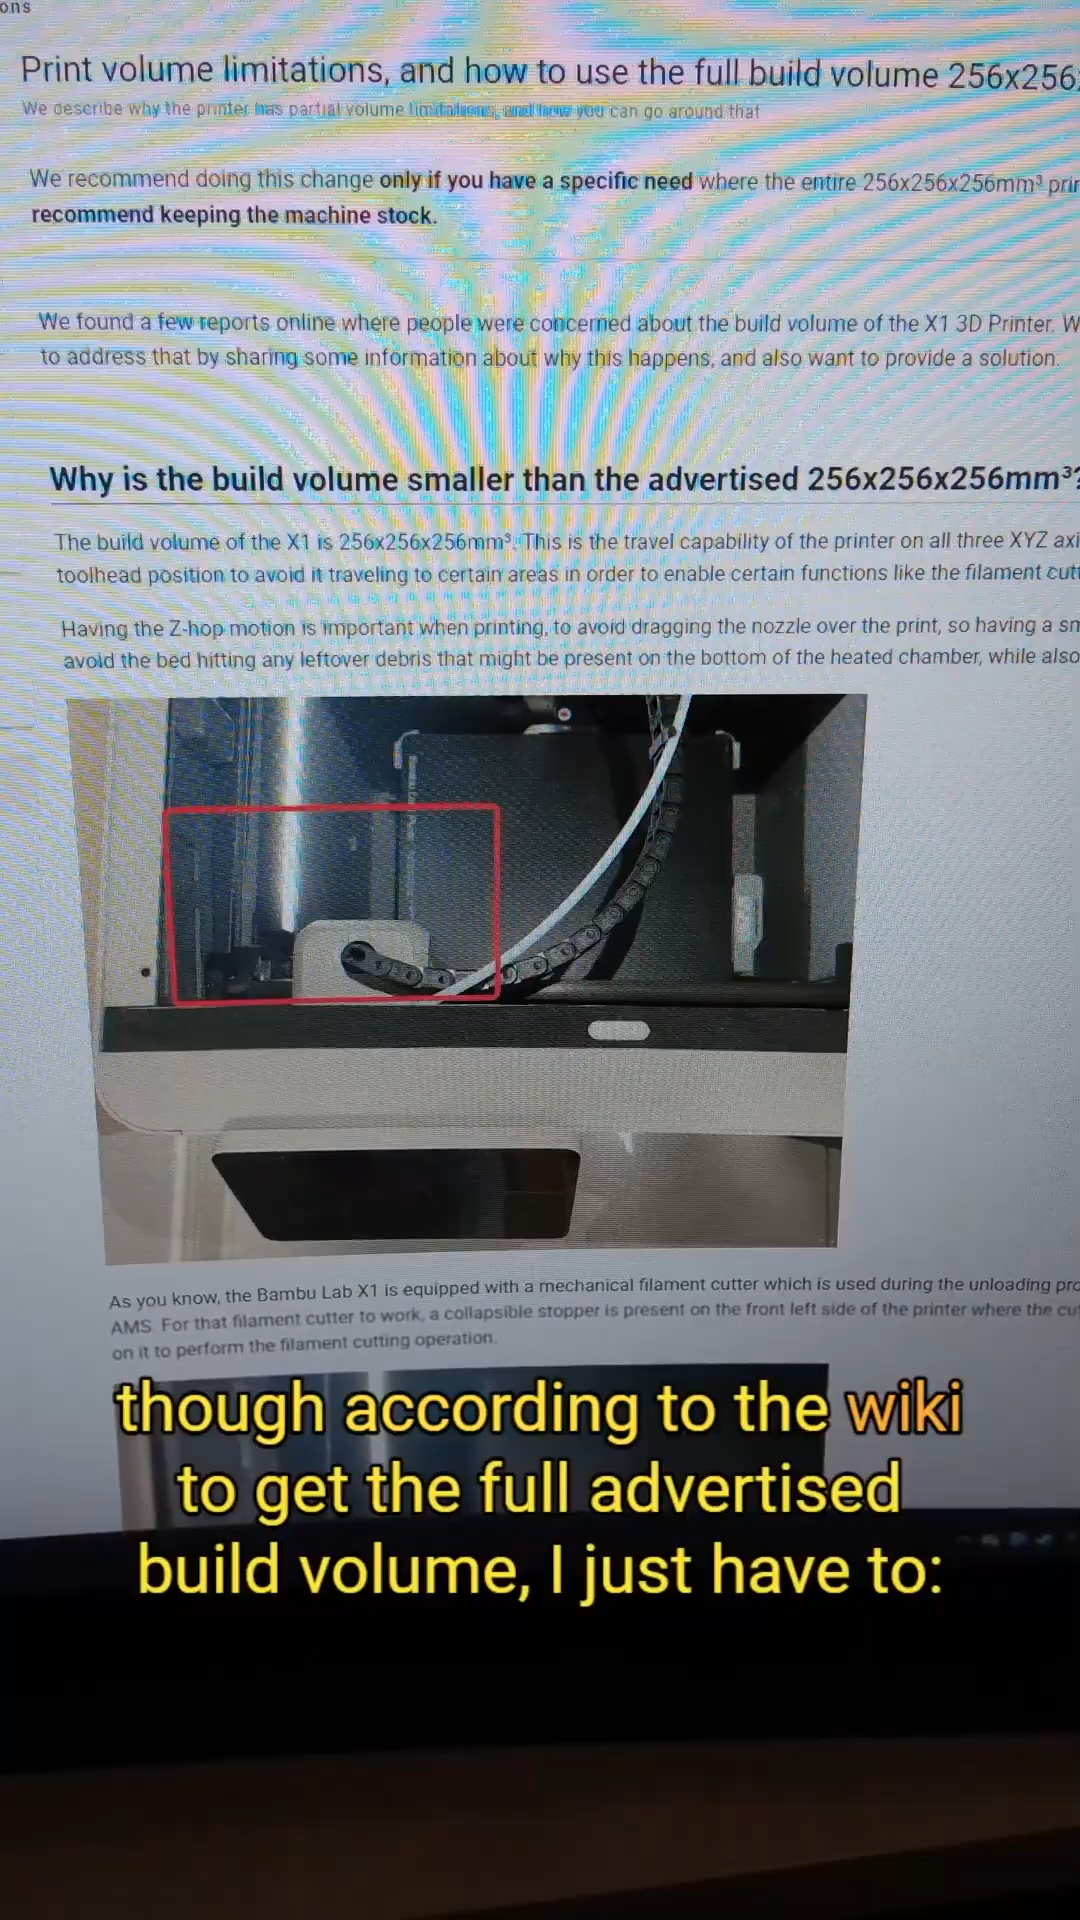 ons
Print volume limitations, and how to use the full build volume 256x256
We describe why the printer has partial volume limitations, and how you can go around that
We recommend doing this change only if you have a specific need where the entire 256x256x256mm³
recommend keeping the machine stock.
We found a few reports online where people were concerned about the build volume of the X1 3D Printer.
to address that by sharing some information about why this happens, and also want to provide a solution.
Why is the build volume smaller than the advertised 256x256x256mm³?
The build volume of the X1 is 256x256x256mm³. This is the travel capability of the printer on all three XYZ
toolhead position to avoid it traveling to certain areas in order to enable certain functions like the filament
Having the Z-hop motion is important when printing, to avoid dragging the nozzle over the print, so having a
avoid the bed hitting any leftover debris that might be present on the bottom of the heated chamber, while also
As you know, the Bambu Lab X1 is equipped with a mechanical filament cutter which is used during the unloading
AMS. For that filament cutter to work, a collapsible stopper is present on the front left side of the printer where the
on it to perform the filament cutting operation.
though according to the wiki
to get the full advertised
build volume, I just have to: